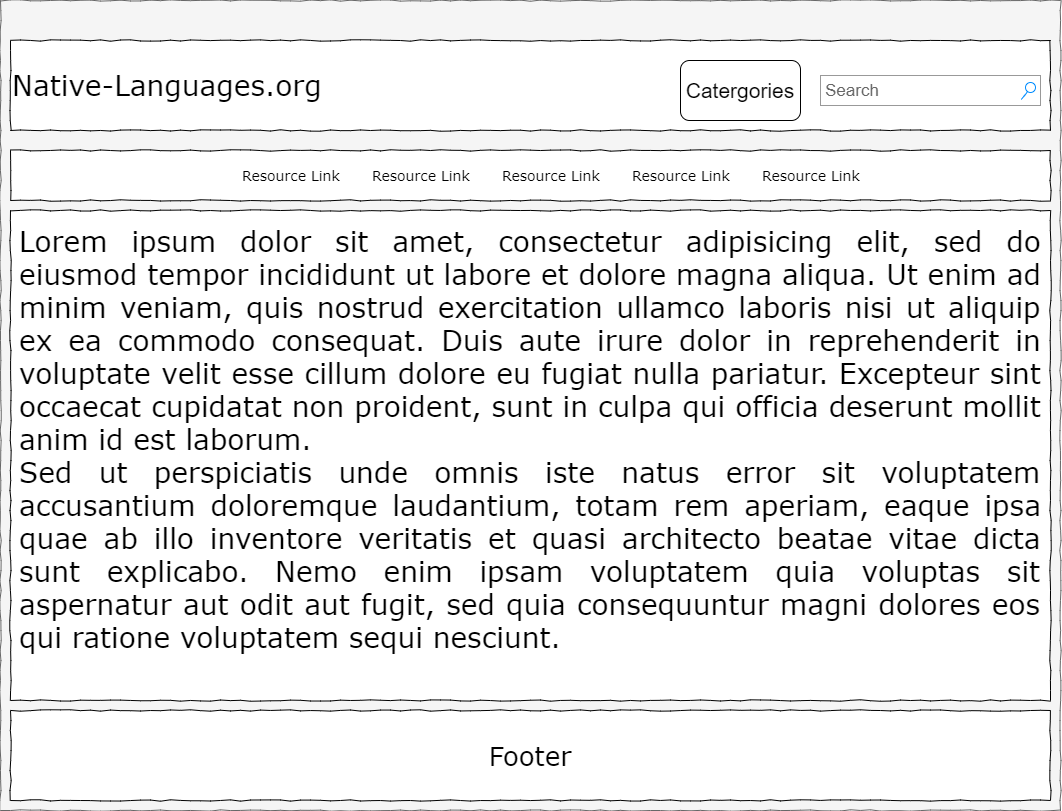 Native-Languages.org
Catergories
Search
Resource Link Resource Link Resource Link Resource Link Resource Link
Lorem ipsum dolor sit amet, consectetur adipisicing elit, sed do
eiusmod tempor incididunt ut labore et dolore magna aliqua. Ut enim ad
minim veniam, quis nostrud exercitation ullamco laboris nisi ut aliquip
ex ea commodo consequat. Duis aute irure dolor in reprehenderit in
voluptate velit esse cillum dolore eu fugiat nulla pariatur. Excepteur sint
occaecat cupidatat non proident, sunt in culpa qui officia deserunt mollit
anim id est laborum.
Sed ut perspiciatis unde omnis iste natus error sit voluptatem
accusantium doloremque laudantium, totam rem aperiam, eaque ipsa
quae ab illo inventore veritatis et quasi architecto beatae vitae dicta
sunt explicabo. Nemo enim ipsam voluptatem quia voluptas sit
aspernatur aut odit aut fugit, sed quia consequuntur magni dolores eos
qui ratione voluptatem sequi nesciunt.
Footer